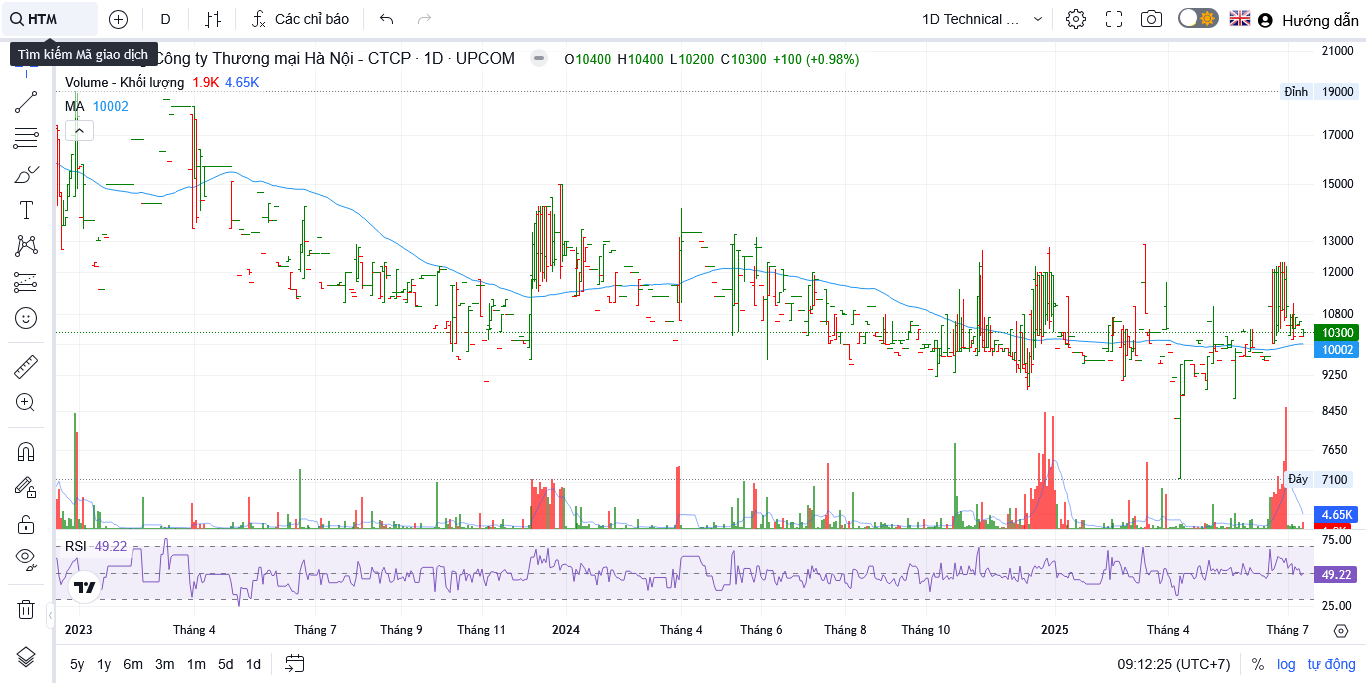 HTM
D
Các chỉ báo
1D Technical ...
Hướng dẫn
Tìm kiếm Mã giao dịch
Công ty Thương mại Hà Nội - CTCP · 1D · UPCOM
O10400 H10400 L10200 C10300 +100 (+0.98%)
Volume - Khối lượng 1.9K 4.65K
MA 10002
21000
Đỉnh 19000
17000
15000
13000
12000
10800
10300
10002
9250
8450
7650
Đáy 7100
4.65K
RSI 49.22
75.00
49.22
25.00
2023 Tháng 4 Tháng 7 Tháng 9 Tháng 11 2024 Tháng 4 Tháng 6 Tháng 8 Tháng 10 2025 Tháng 4 Tháng 7
5y 1y 6m 3m 1m 5d 1d
09:12:25 (UTC+7) % log tự động